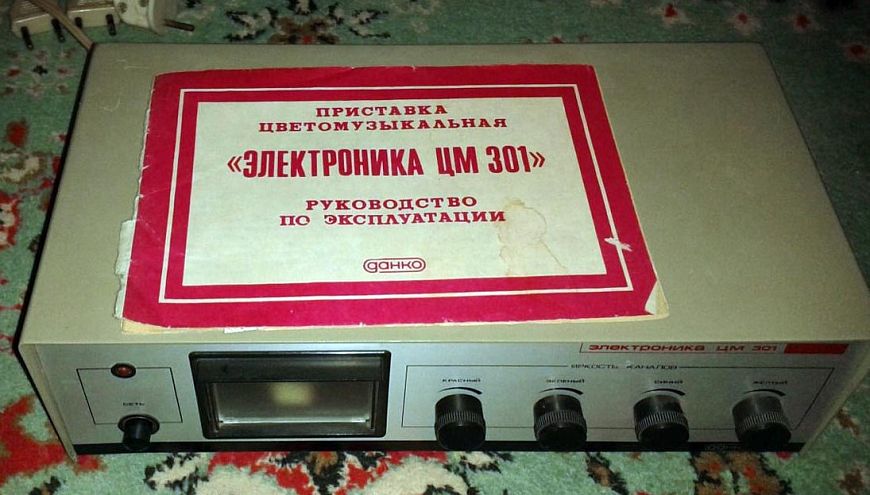 ПРИСТАВКА
ЦВЕТОМУЗЫКАЛЬНАЯ
«ЭЛЕКТРОНИКА ЦМ 301»
РУКОВОДСТВО
ПО ЭКСПЛУАТАЦИИ
данко
электроника ЦМ 301
ЯРКОСТЬ КАНАЛОВ
КРАСНЫЙ ЗЕЛЕНЫЙ СИНИЙ ЖЕЛТЫЙ
СЕТЬ